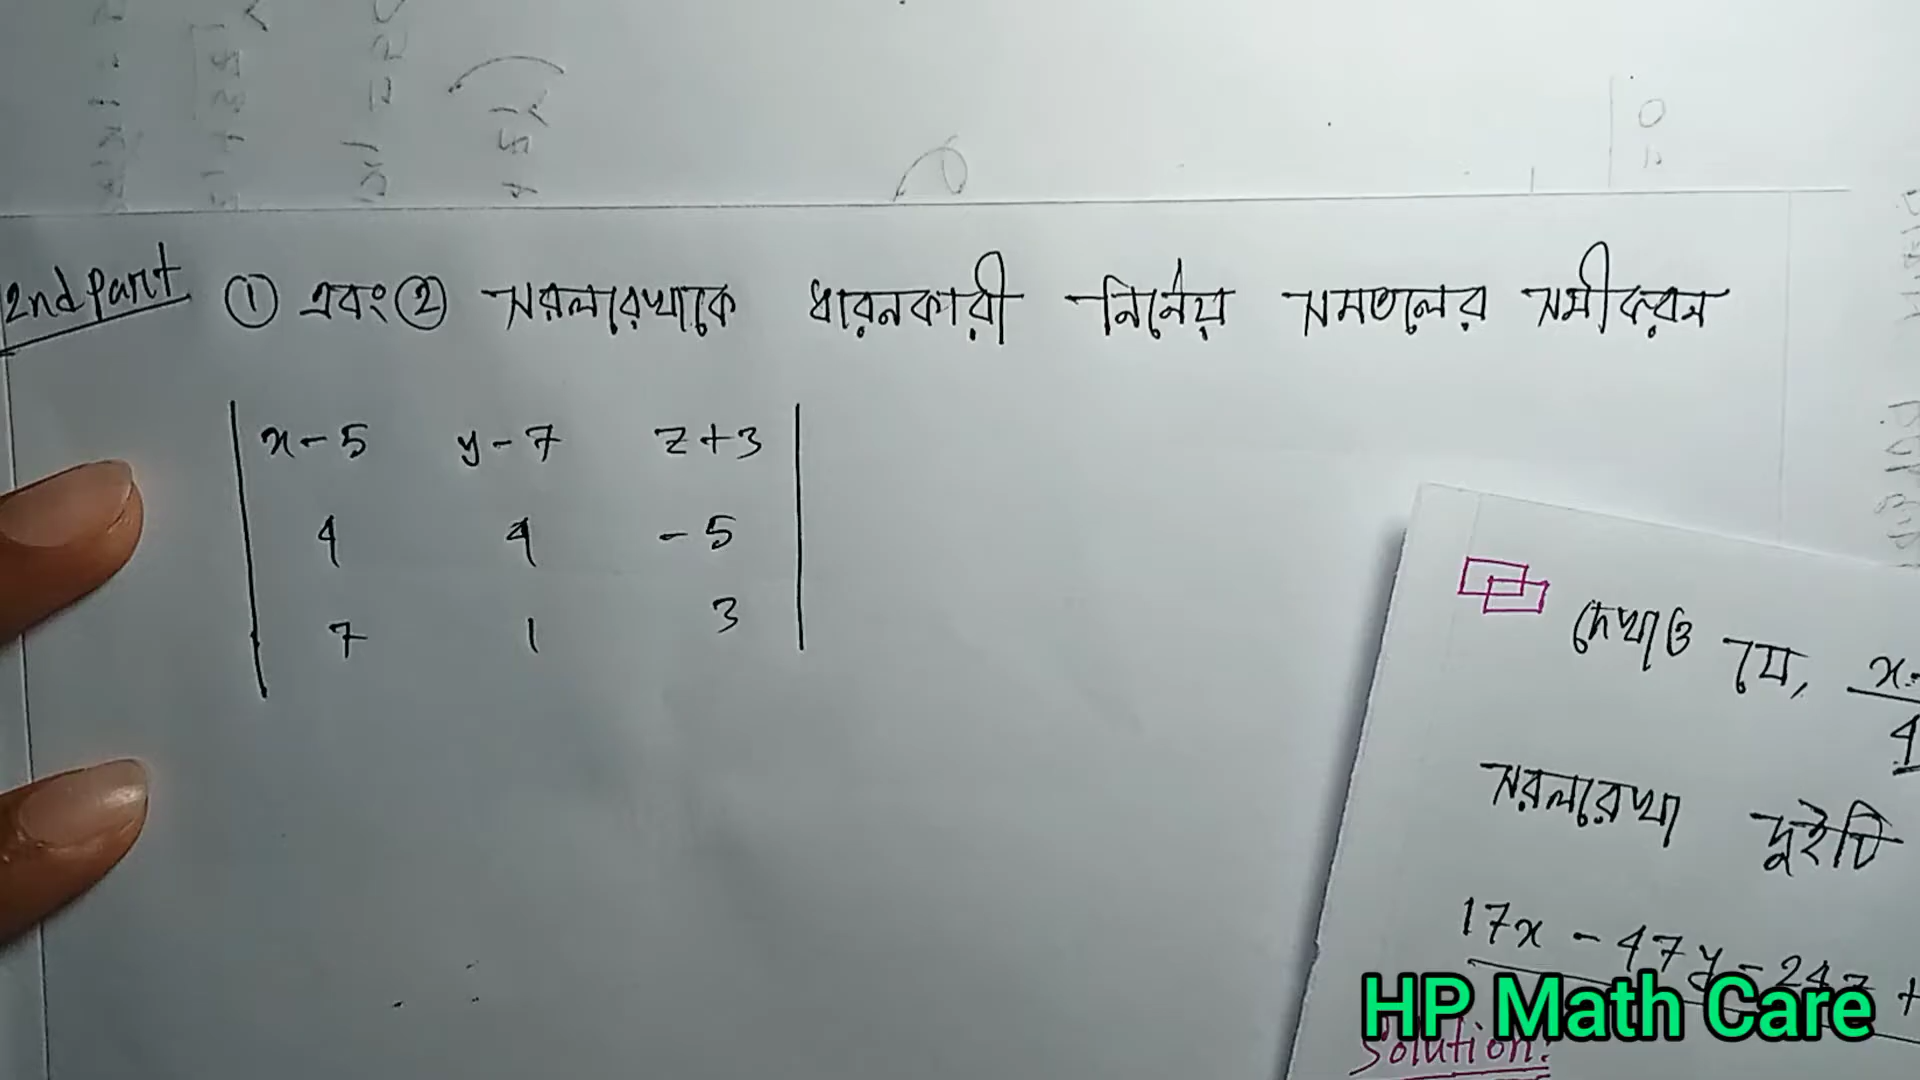 2nd part ① এবং ② সরলরেখাকে ধারনকারী নির্নেয় সমতলের সমীকরন
x-5 y-7 z+3
4 4 -5
7 1 3
দেখাও যে, x-
4
সরলরেখা দুইটি
17x - 47y - 24z +
HP Math Care
Solution: